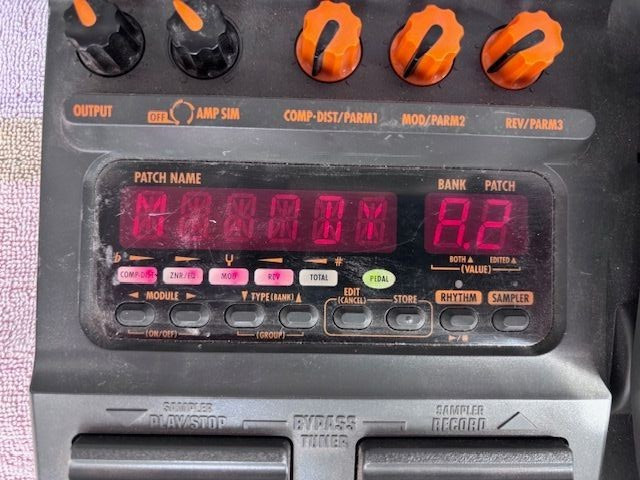 OUTPUT
OFF AMP SIM
COMP-DIST/PARM1
MOD/PARM2
REV/PARM3
PATCH NAME
BANK PATCH
A.2
BOTH▲ EDITED▲
(VALUE)
b Y #
COMP-DIST ZNR/EQ MOD REV TOTAL PEDAL
◄ MODULE ► ▼ TYPE(BANK) ▲ EDIT (CANCEL) STORE RHYTHM SAMPLER
(ON/OFF) (GROUP) ►/■
SAMPLER PLAY/STOP
BYPASS
TUNER
SAMPLER RECORD